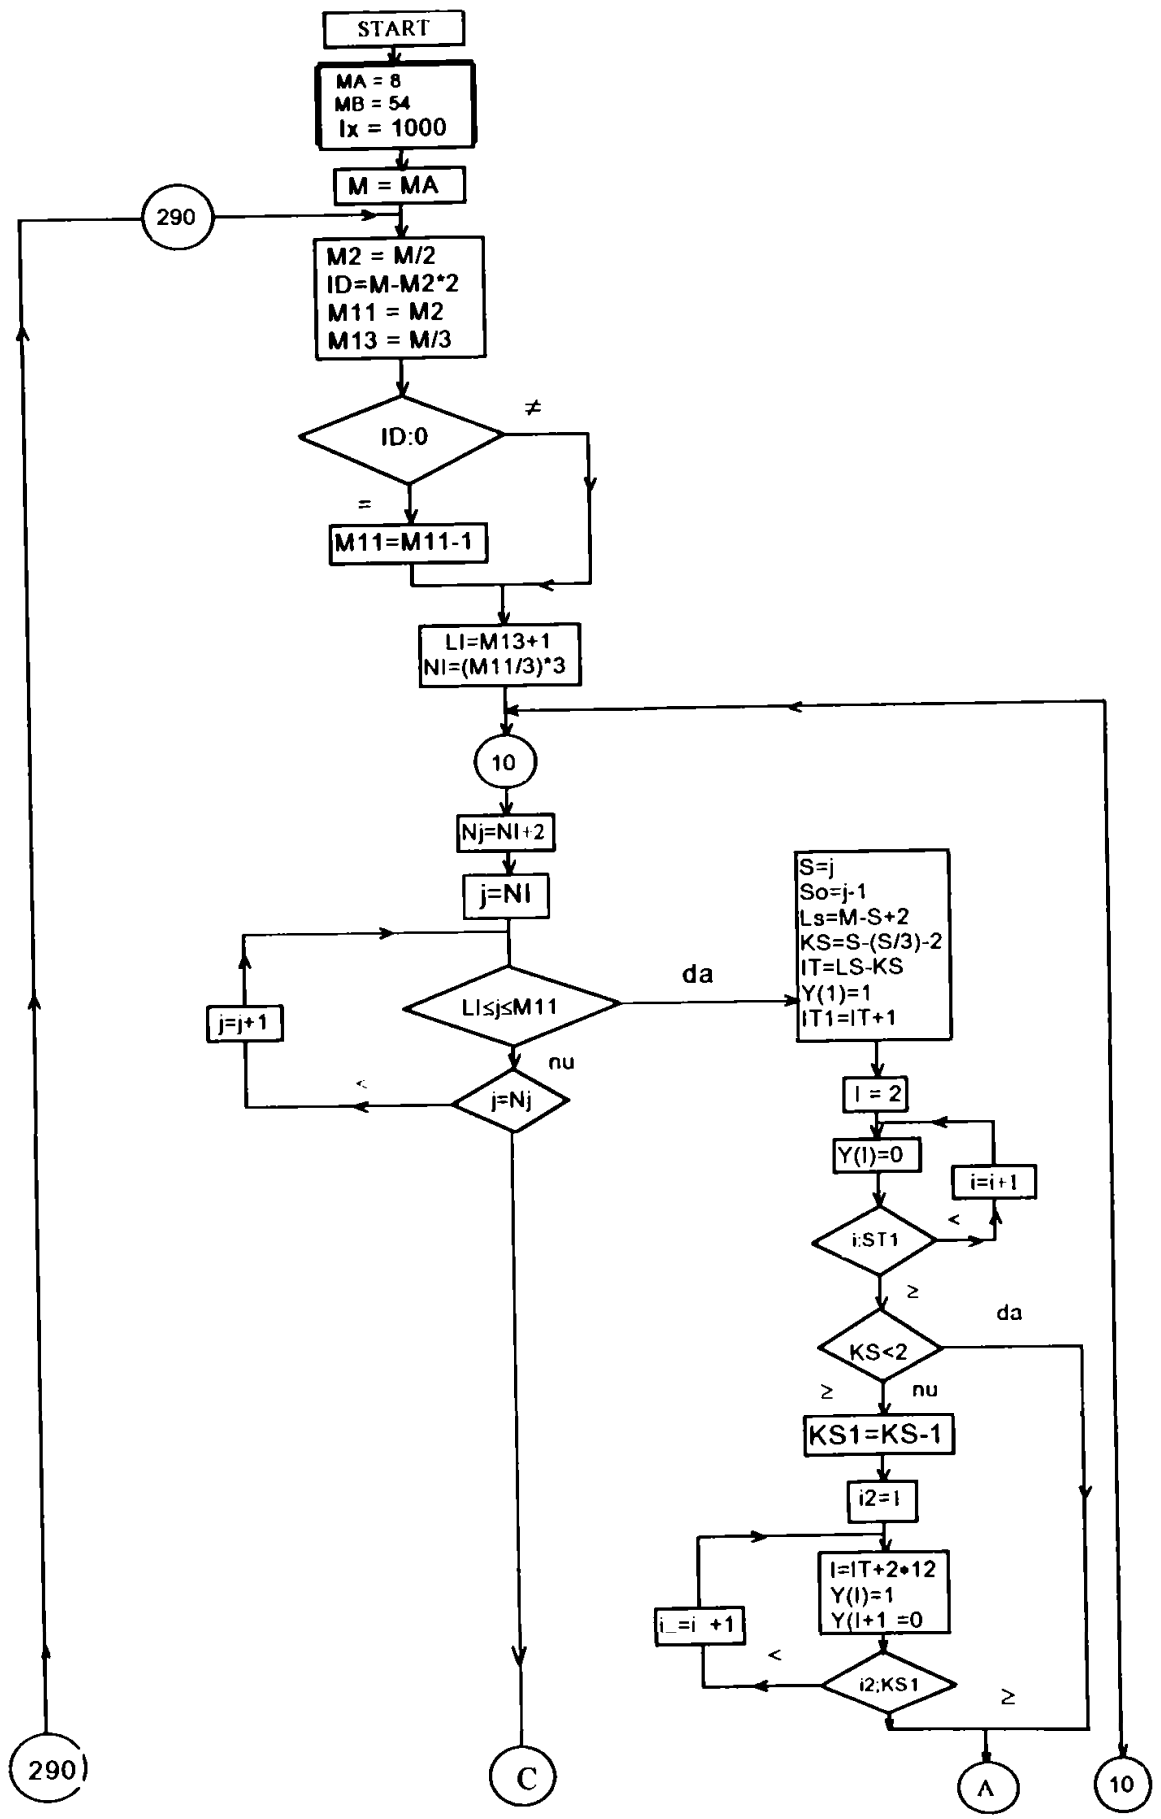 START
MA = 8
MB = 54
Ix = 1000
M = MA
290
M2 = M/2
ID=M-M2*2
M11 = M2
M13 = M/3
≠
ID:0
=
M11=M11-1
LI=M13+1
NI=(M11/3)*3
10
Nj=NI+2
j=NI
LI≤j≤M11
da
j=j+1
nu
<
j=Nj
S=j
So=j-1
Ls=M-S+2
KS=S-(S/3)-2
IT=LS-KS
Y(1)=1
IT1=IT+1
I = 2
Y(I)=0
i=i+1
<
i:ST1
≥
da
KS<2
≥
nu
KS1=KS-1
i2=1
I=IT+2*12
Y(I)=1
Y(I+1 =0
i_=i +1
<
i2;KS1
≥
290
C
A
10